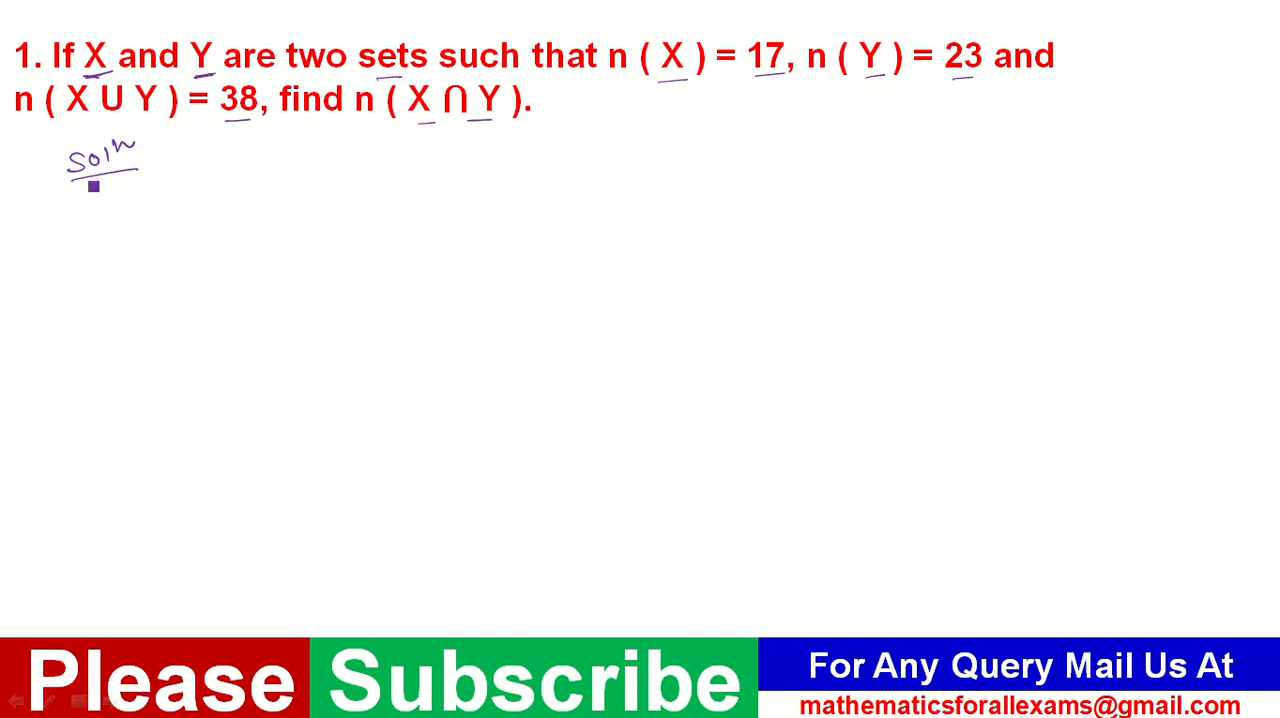 1. If X and Y are two sets such that n ( X ) = 17, n ( Y ) = 23 and
n ( X U Y ) = 38, find n ( X ∩ Y ).
Soln
Please Subscribe
For Any Query Mail Us At
mathematicsforallexams@gmail.com